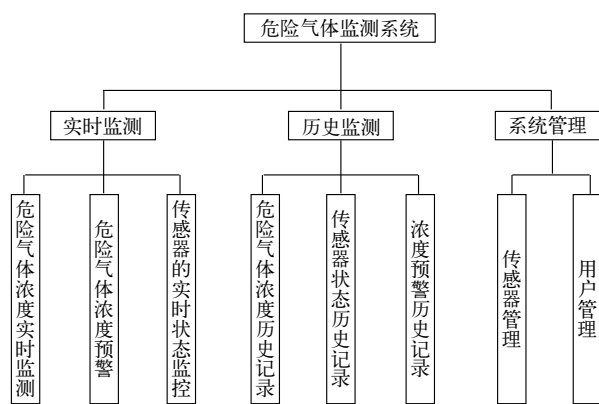 危险气体监测系统
实时监测
历史监测
系统管理
危险气体浓度实时监测
危险气体浓度预警
传感器的实时状态监控
危险气体浓度历史记录
传感器状态历史记录
浓度预警历史记录
传感器管理
用户管理